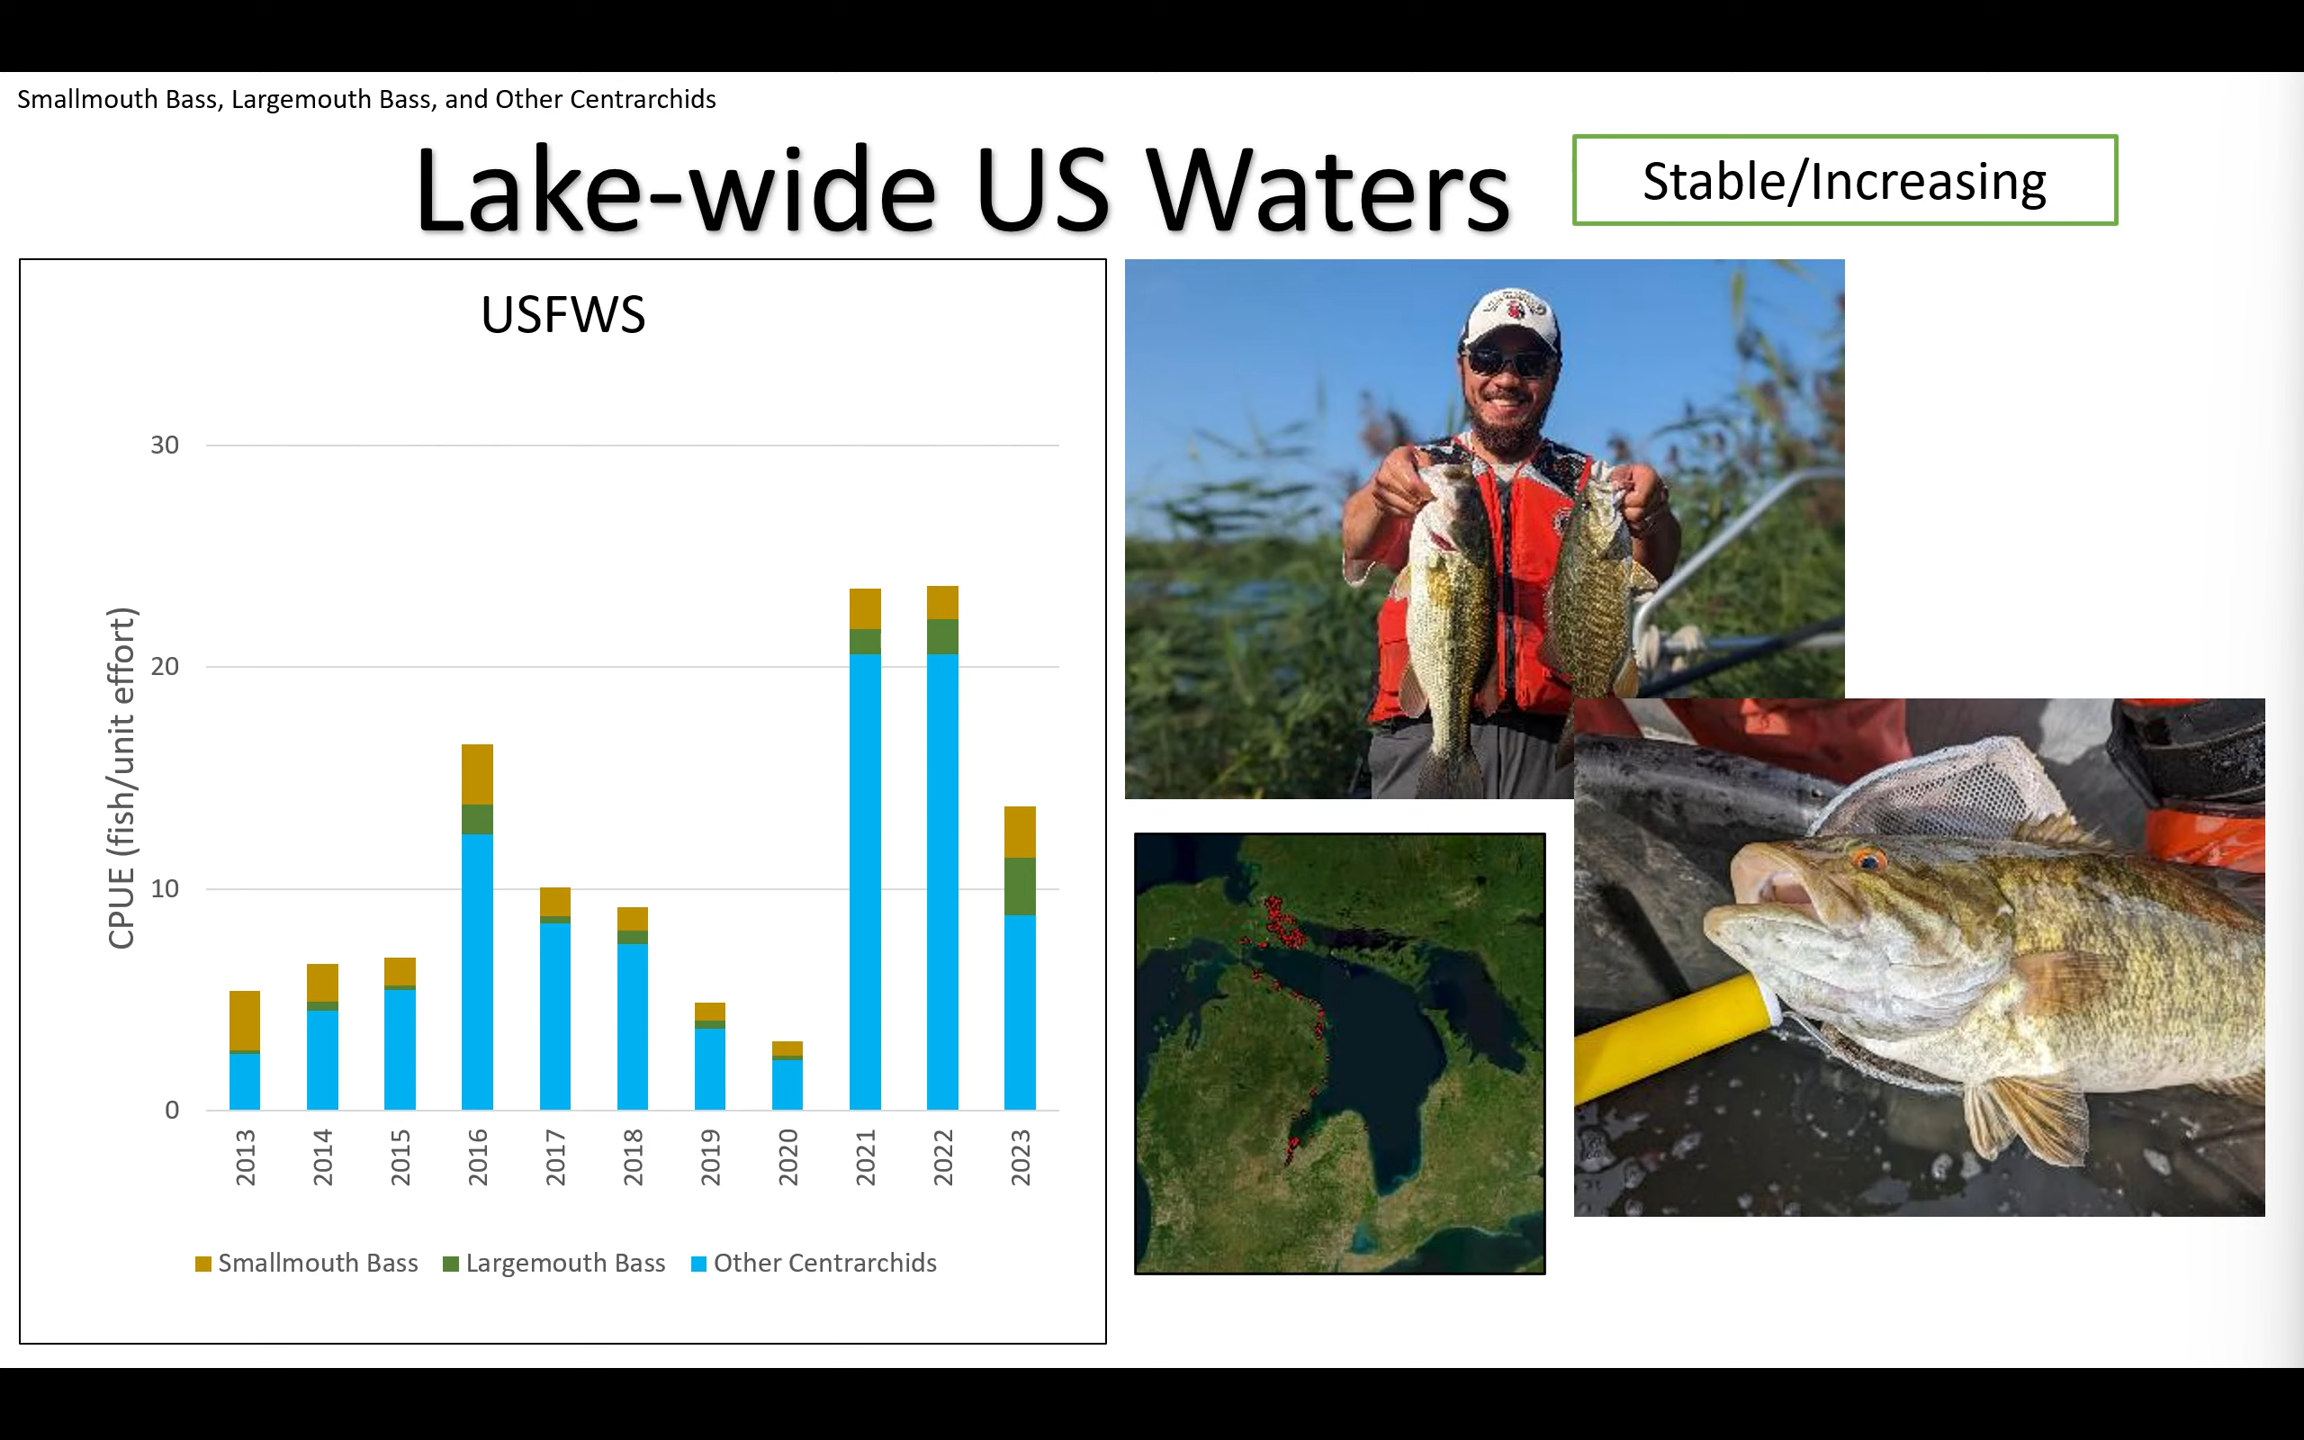 Smallmouth Bass, Largemouth Bass, and Other Centrarchids
Lake-wide US Waters
Stable/Increasing
USFWS
CPUE (fish/unit effort)
30
20
10
0
2013
2014
2015
2016
2017
2018
2019
2020
2021
2022
2023
Smallmouth Bass
Largemouth Bass
Other Centrarchids